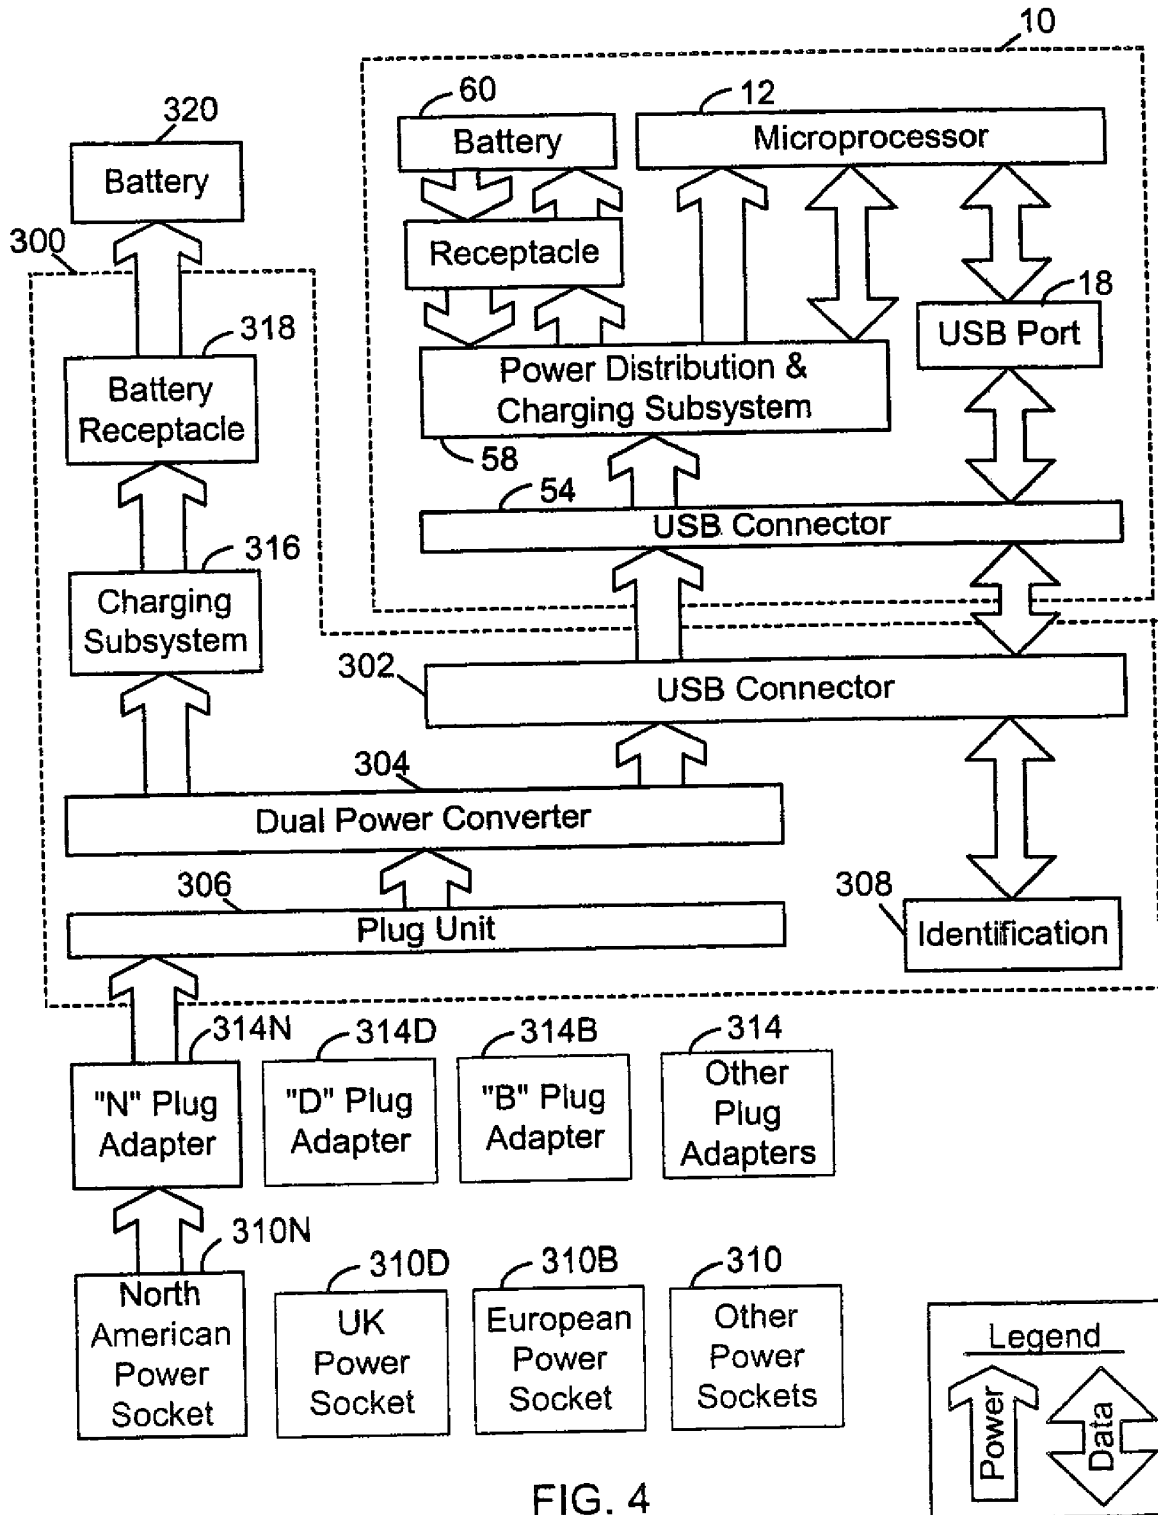 10
320
Battery
60
Battery
12
Microprocessor
300
Receptacle
18
USB Port
318
Battery
Receptacle
Power Distribution &
Charging Subsystem
58
54
USB Connector
316
Charging
Subsystem
302
USB Connector
304
Dual Power Converter
306
Plug Unit
308
Identification
314N
"N" Plug
Adapter
314D
"D" Plug
Adapter
314B
"B" Plug
Adapter
314
Other
Plug
Adapters
310N
North
American
Power
Socket
310D
UK
Power
Socket
310B
European
Power
Socket
310
Other
Power
Sockets
Legend
Power
Data
FIG. 4